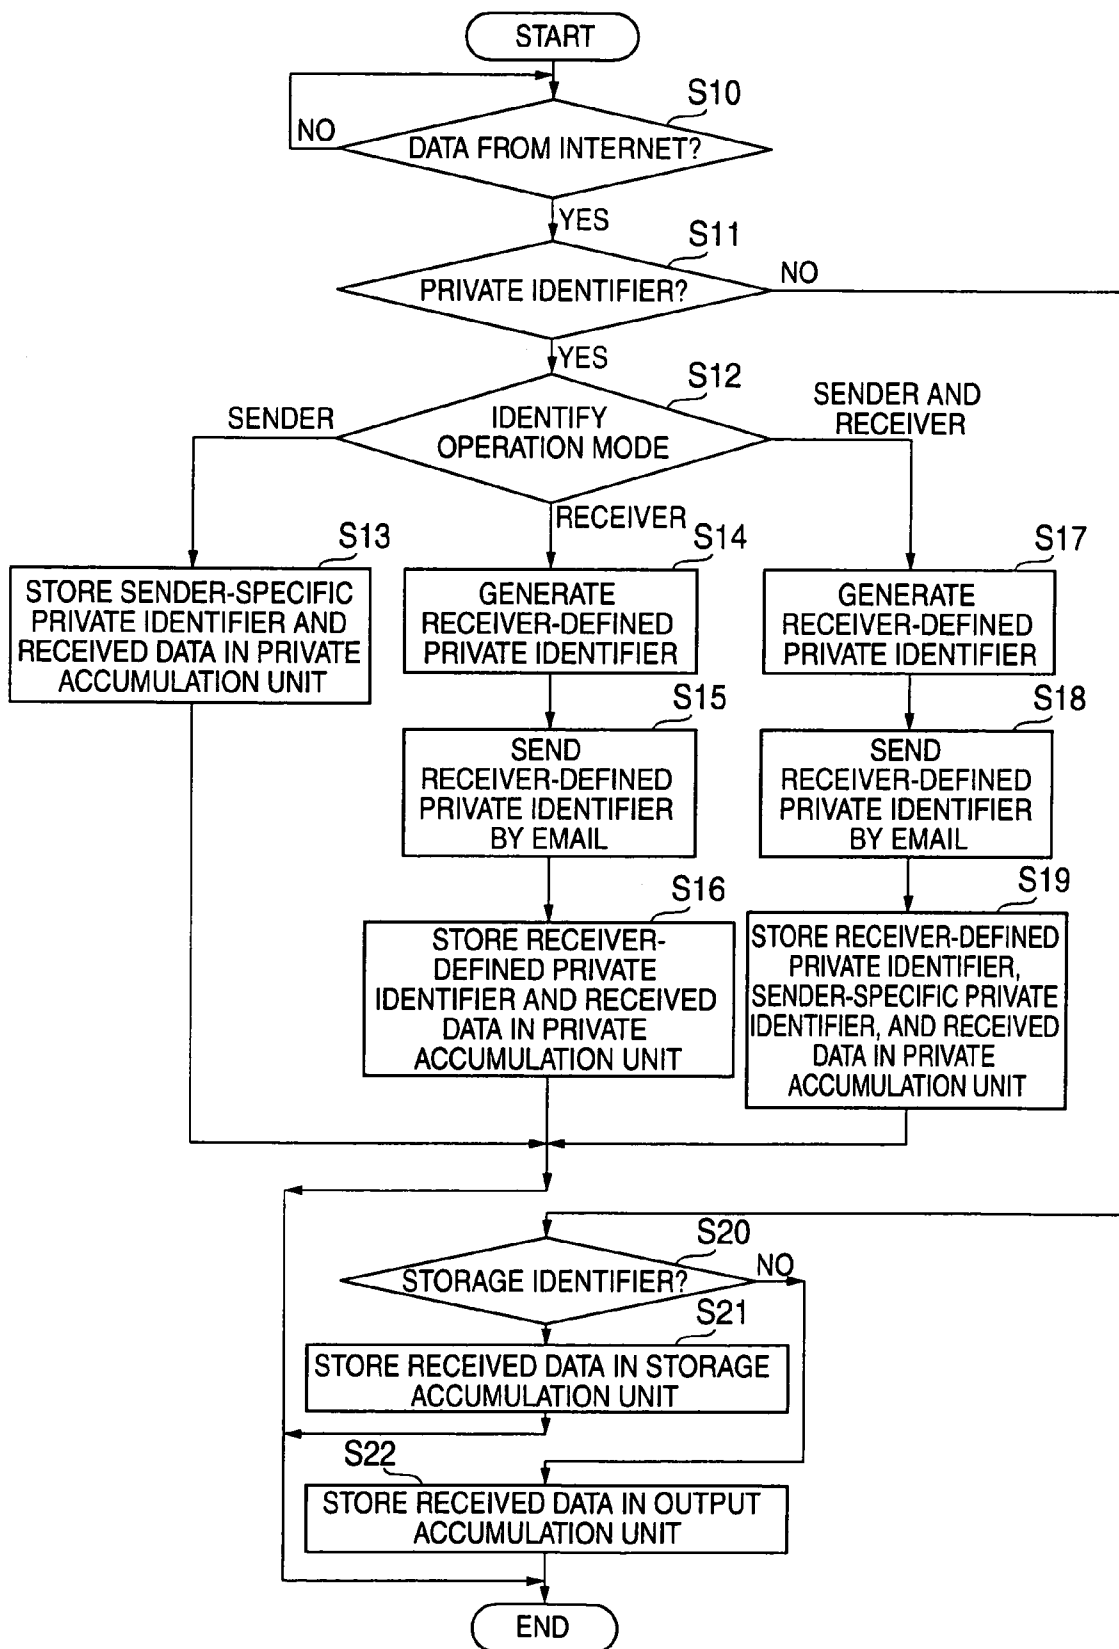 START
S10
NO
DATA FROM INTERNET?
YES
S11
NO
PRIVATE IDENTIFIER?
YES
S12
SENDER
SENDER AND
RECEIVER
IDENTIFY
OPERATION MODE
RECEIVER
S13
S14
S17
STORE SENDER-SPECIFIC
PRIVATE IDENTIFIER AND
RECEIVED DATA IN PRIVATE
ACCUMULATION UNIT
GENERATE
RECEIVER-DEFINED
PRIVATE IDENTIFIER
GENERATE
RECEIVER-DEFINED
PRIVATE IDENTIFIER
S15
S18
SEND
RECEIVER-DEFINED
PRIVATE IDENTIFIER
BY EMAIL
SEND
RECEIVER-DEFINED
PRIVATE IDENTIFIER
BY EMAIL
S16
S19
STORE RECEIVER-
DEFINED PRIVATE
IDENTIFIER AND RECEIVED
DATA IN PRIVATE
ACCUMULATION UNIT
STORE RECEIVER-DEFINED
PRIVATE IDENTIFIER,
SENDER-SPECIFIC PRIVATE
IDENTIFIER, AND RECEIVED
DATA IN PRIVATE
ACCUMULATION UNIT
S20
NO
STORAGE IDENTIFIER?
S21
STORE RECEIVED DATA IN STORAGE
ACCUMULATION UNIT
S22
STORE RECEIVED DATA IN OUTPUT
ACCUMULATION UNIT
END